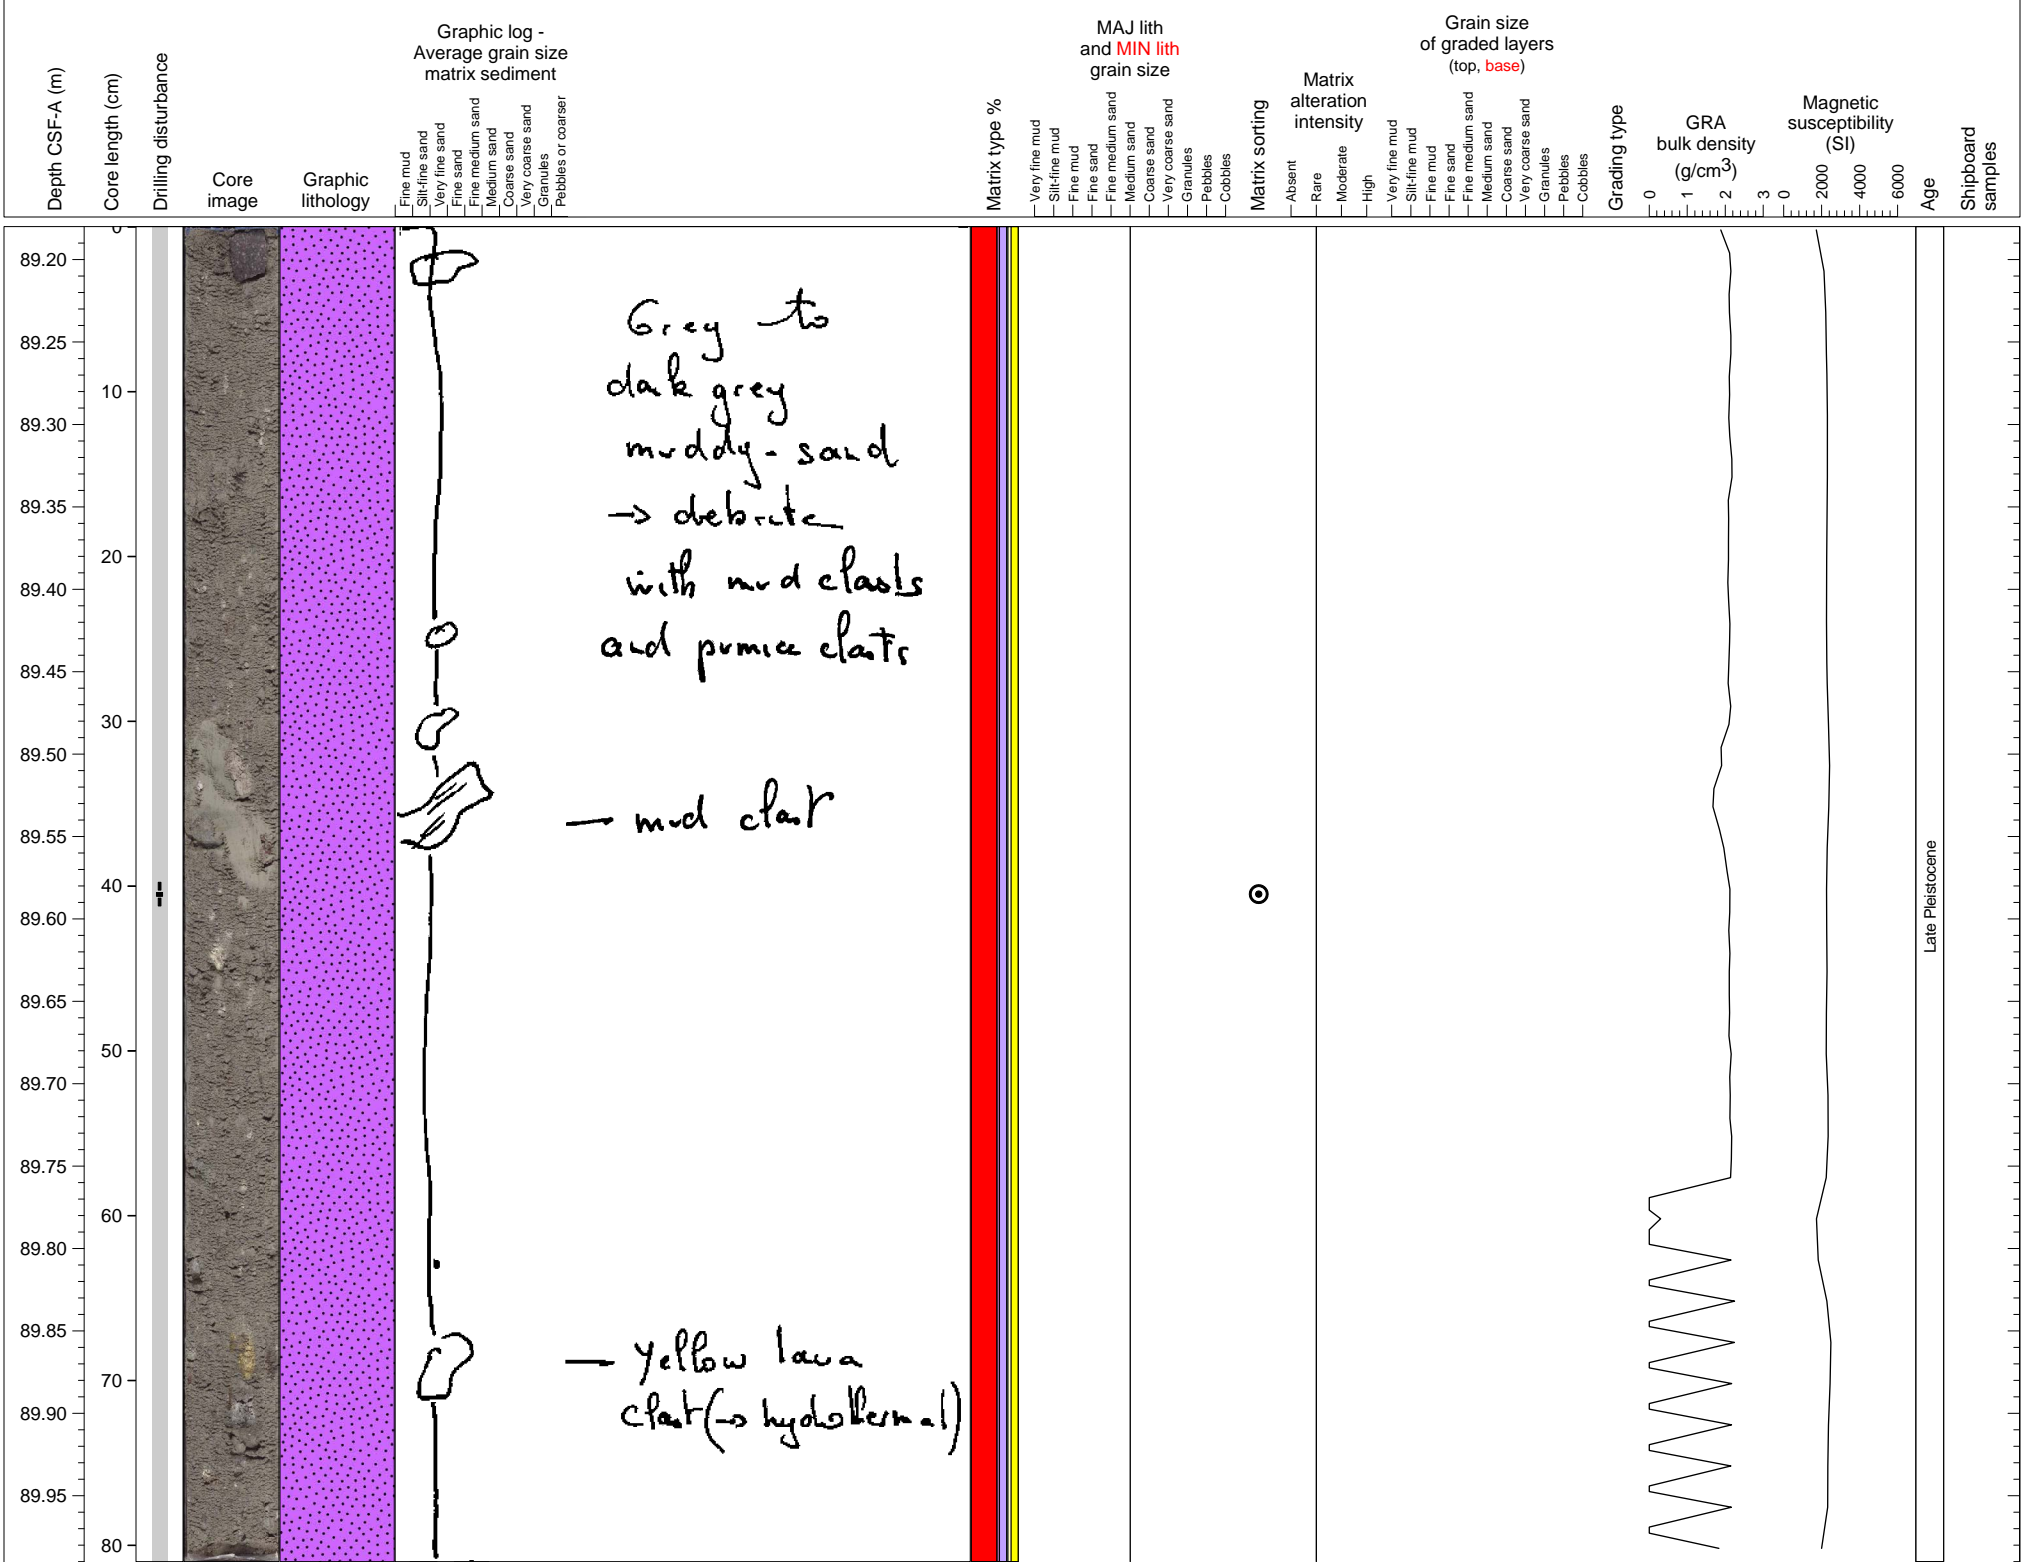 Depth CSF-A (m)
Core length (cm)
Drilling disturbance
Core
image
Graphic
lithology
Graphic log -
Average grain size
matrix sediment
Fine mud
Silt-fine sand
Very fine sand
Fine sand
Fine medium sand
Medium sand
Coarse sand
Very coarse sand
Granules
Pebbles or coarser
Matrix type %
MAJ lith
and MIN lith
grain size
Very fine mud
Silt-fine mud
Fine mud
Fine sand
Fine medium sand
Medium sand
Coarse sand
Very coarse sand
Granules
Pebbles
Cobbles
Matrix sorting
Matrix
alteration
intensity
Absent
Rare
Moderate
High
Grain size
of graded layers
(top, base)
Very fine mud
Silt-fine mud
Fine mud
Fine sand
Fine medium sand
Medium sand
Coarse sand
Very coarse sand
Granules
Pebbles
Cobbles
Grading type
GRA
bulk density
(g/cm3)
0 1 2 3
Magnetic
susceptibility
(SI)
0 2000 4000 6000
Age
Shipboard
samples
0
89.20
89.25
10
89.30
89.35
20
89.40
89.45
30
89.50
89.55
40
89.60
89.65
50
89.70
89.75
60
89.80
89.85
70
89.90
89.95
80
Grey to
dark grey
muddy - sand
→ debrite
with mud clasts
and pumice clasts
— mud clast
— Yellow lava
clast (→ hydothermal)
Late Pleistocene